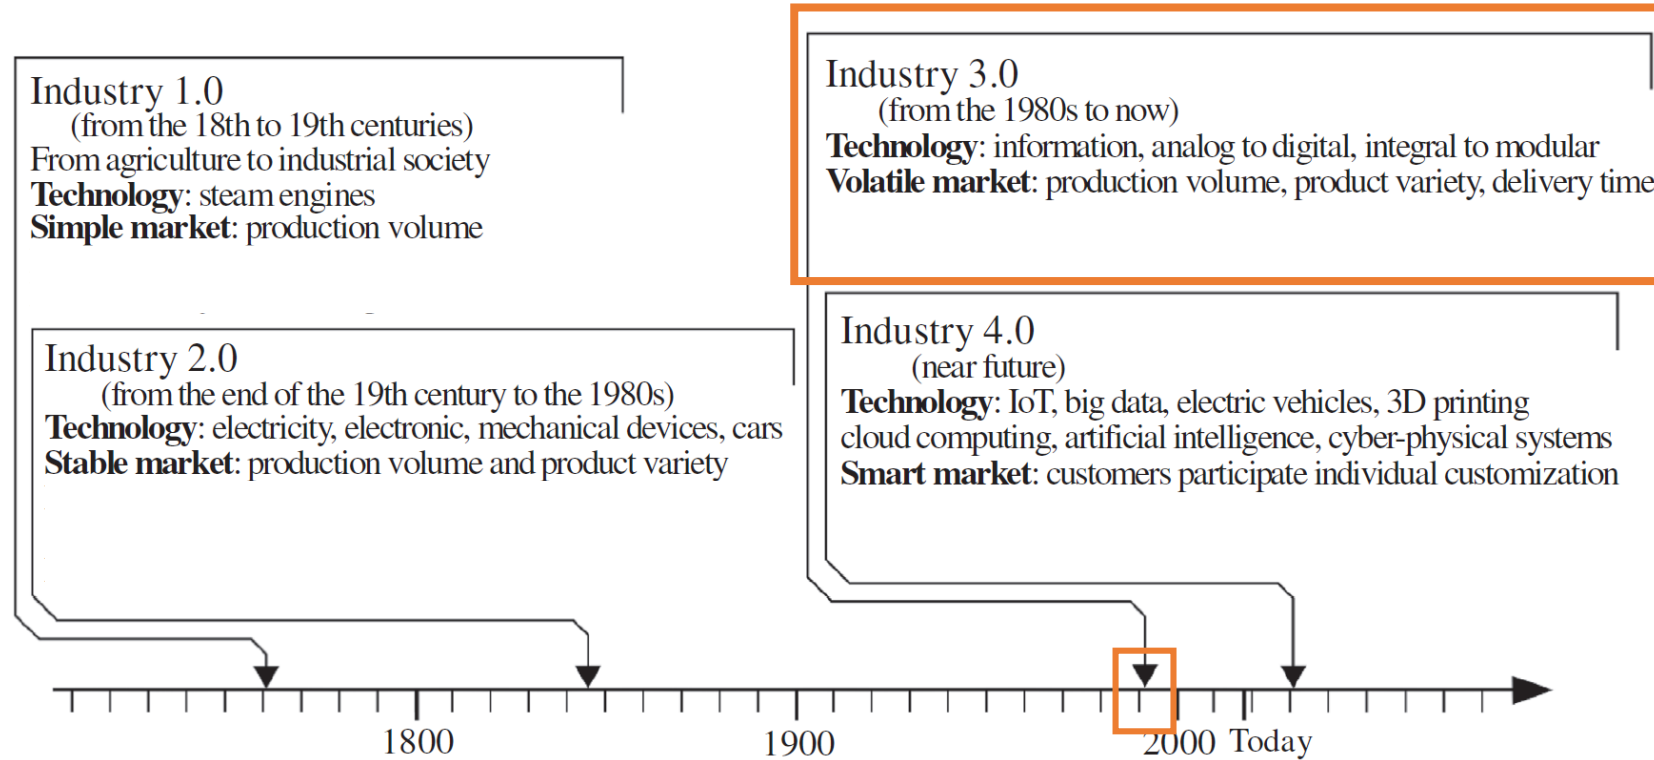 Industry 1.0
(from the 18th to 19th centuries)
From agriculture to industrial society
Technology: steam engines
Simple market: production volume
Industry 2.0
(from the end of the 19th century to the 1980s)
Technology: electricity, electronic, mechanical devices, cars
Stable market: production volume and product variety
Industry 3.0
(from the 1980s to now)
Technology: information, analog to digital, integral to modular
Volatile market: production volume, product variety, delivery time
Industry 4.0
(near future)
Technology: IoT, big data, electric vehicles, 3D printing
cloud computing, artificial intelligence, cyber-physical systems
Smart market: customers participate individual customization
1800 1900 2000 Today